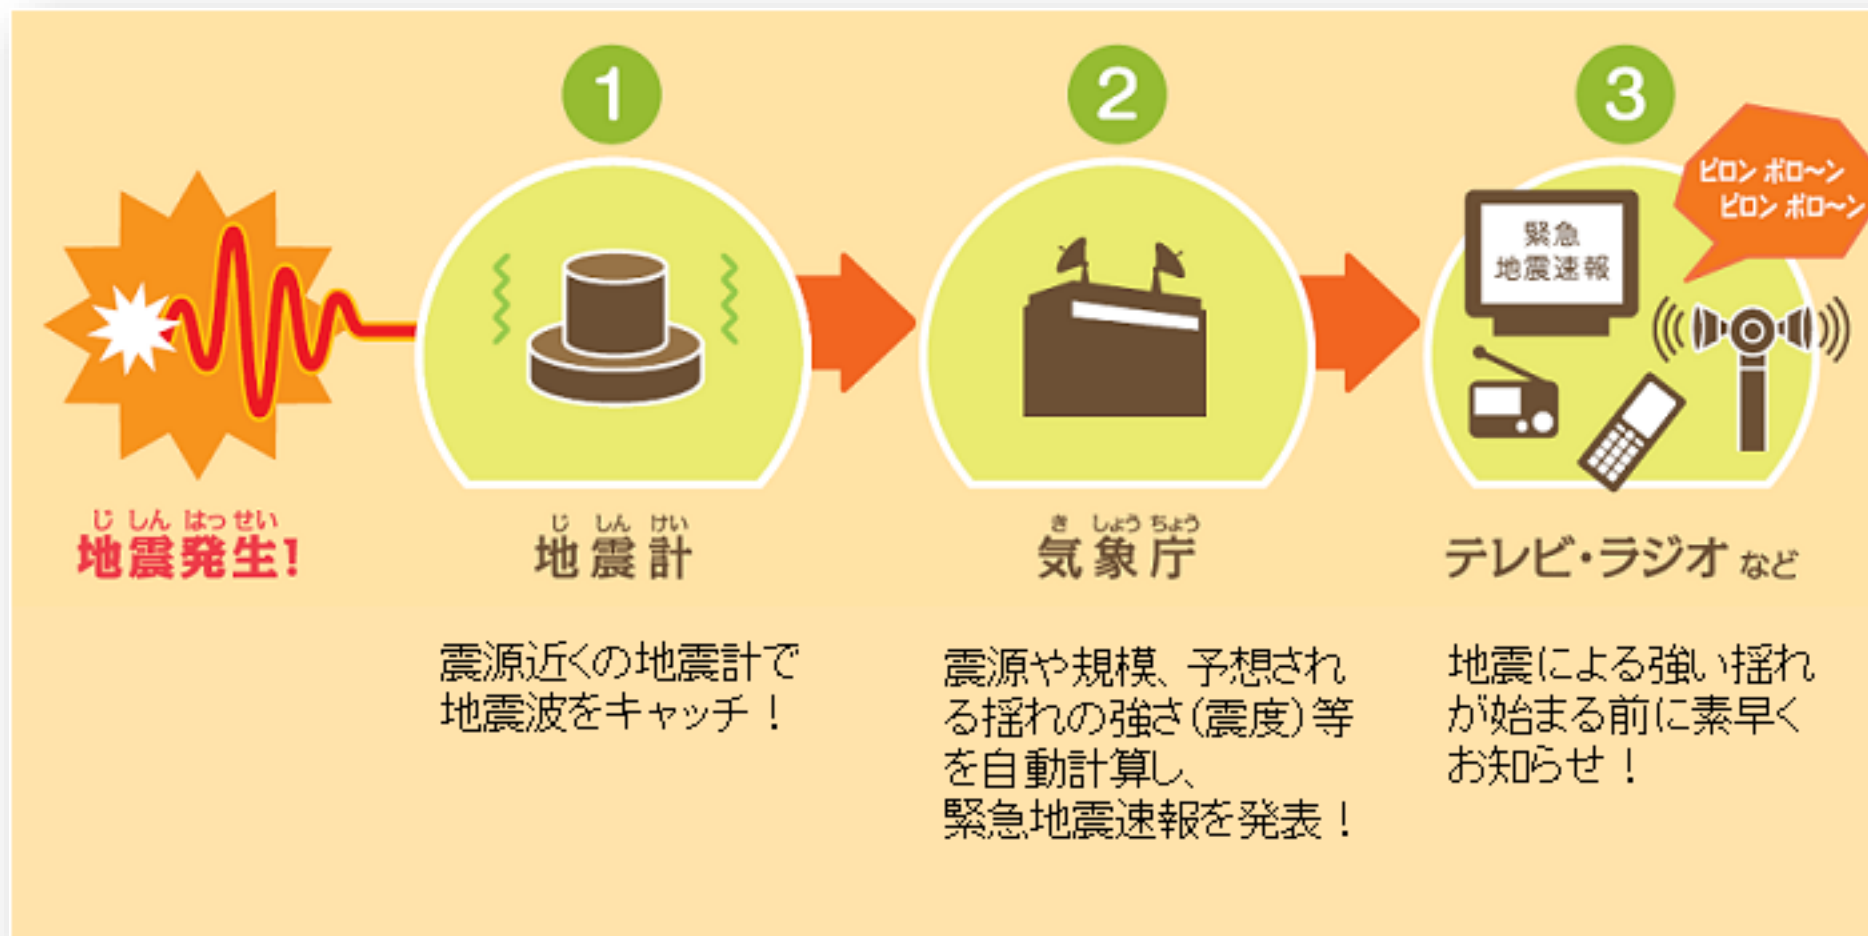 1
2
3
ピロン ポロ〜ン
ピロン ポロ〜ン
緊急
地震速報
じ しん はっ せい
地震発生!
じ しん けい
地震計
き しょう ちょう
気象庁
テレビ・ラジオ など
震源近くの地震計で
地震波をキャッチ！
震源や規模、予想され
る揺れの強さ(震度)等
を自動計算し、
緊急地震速報を発表！
地震による強い揺れ
が始まる前に素早く
お知らせ！